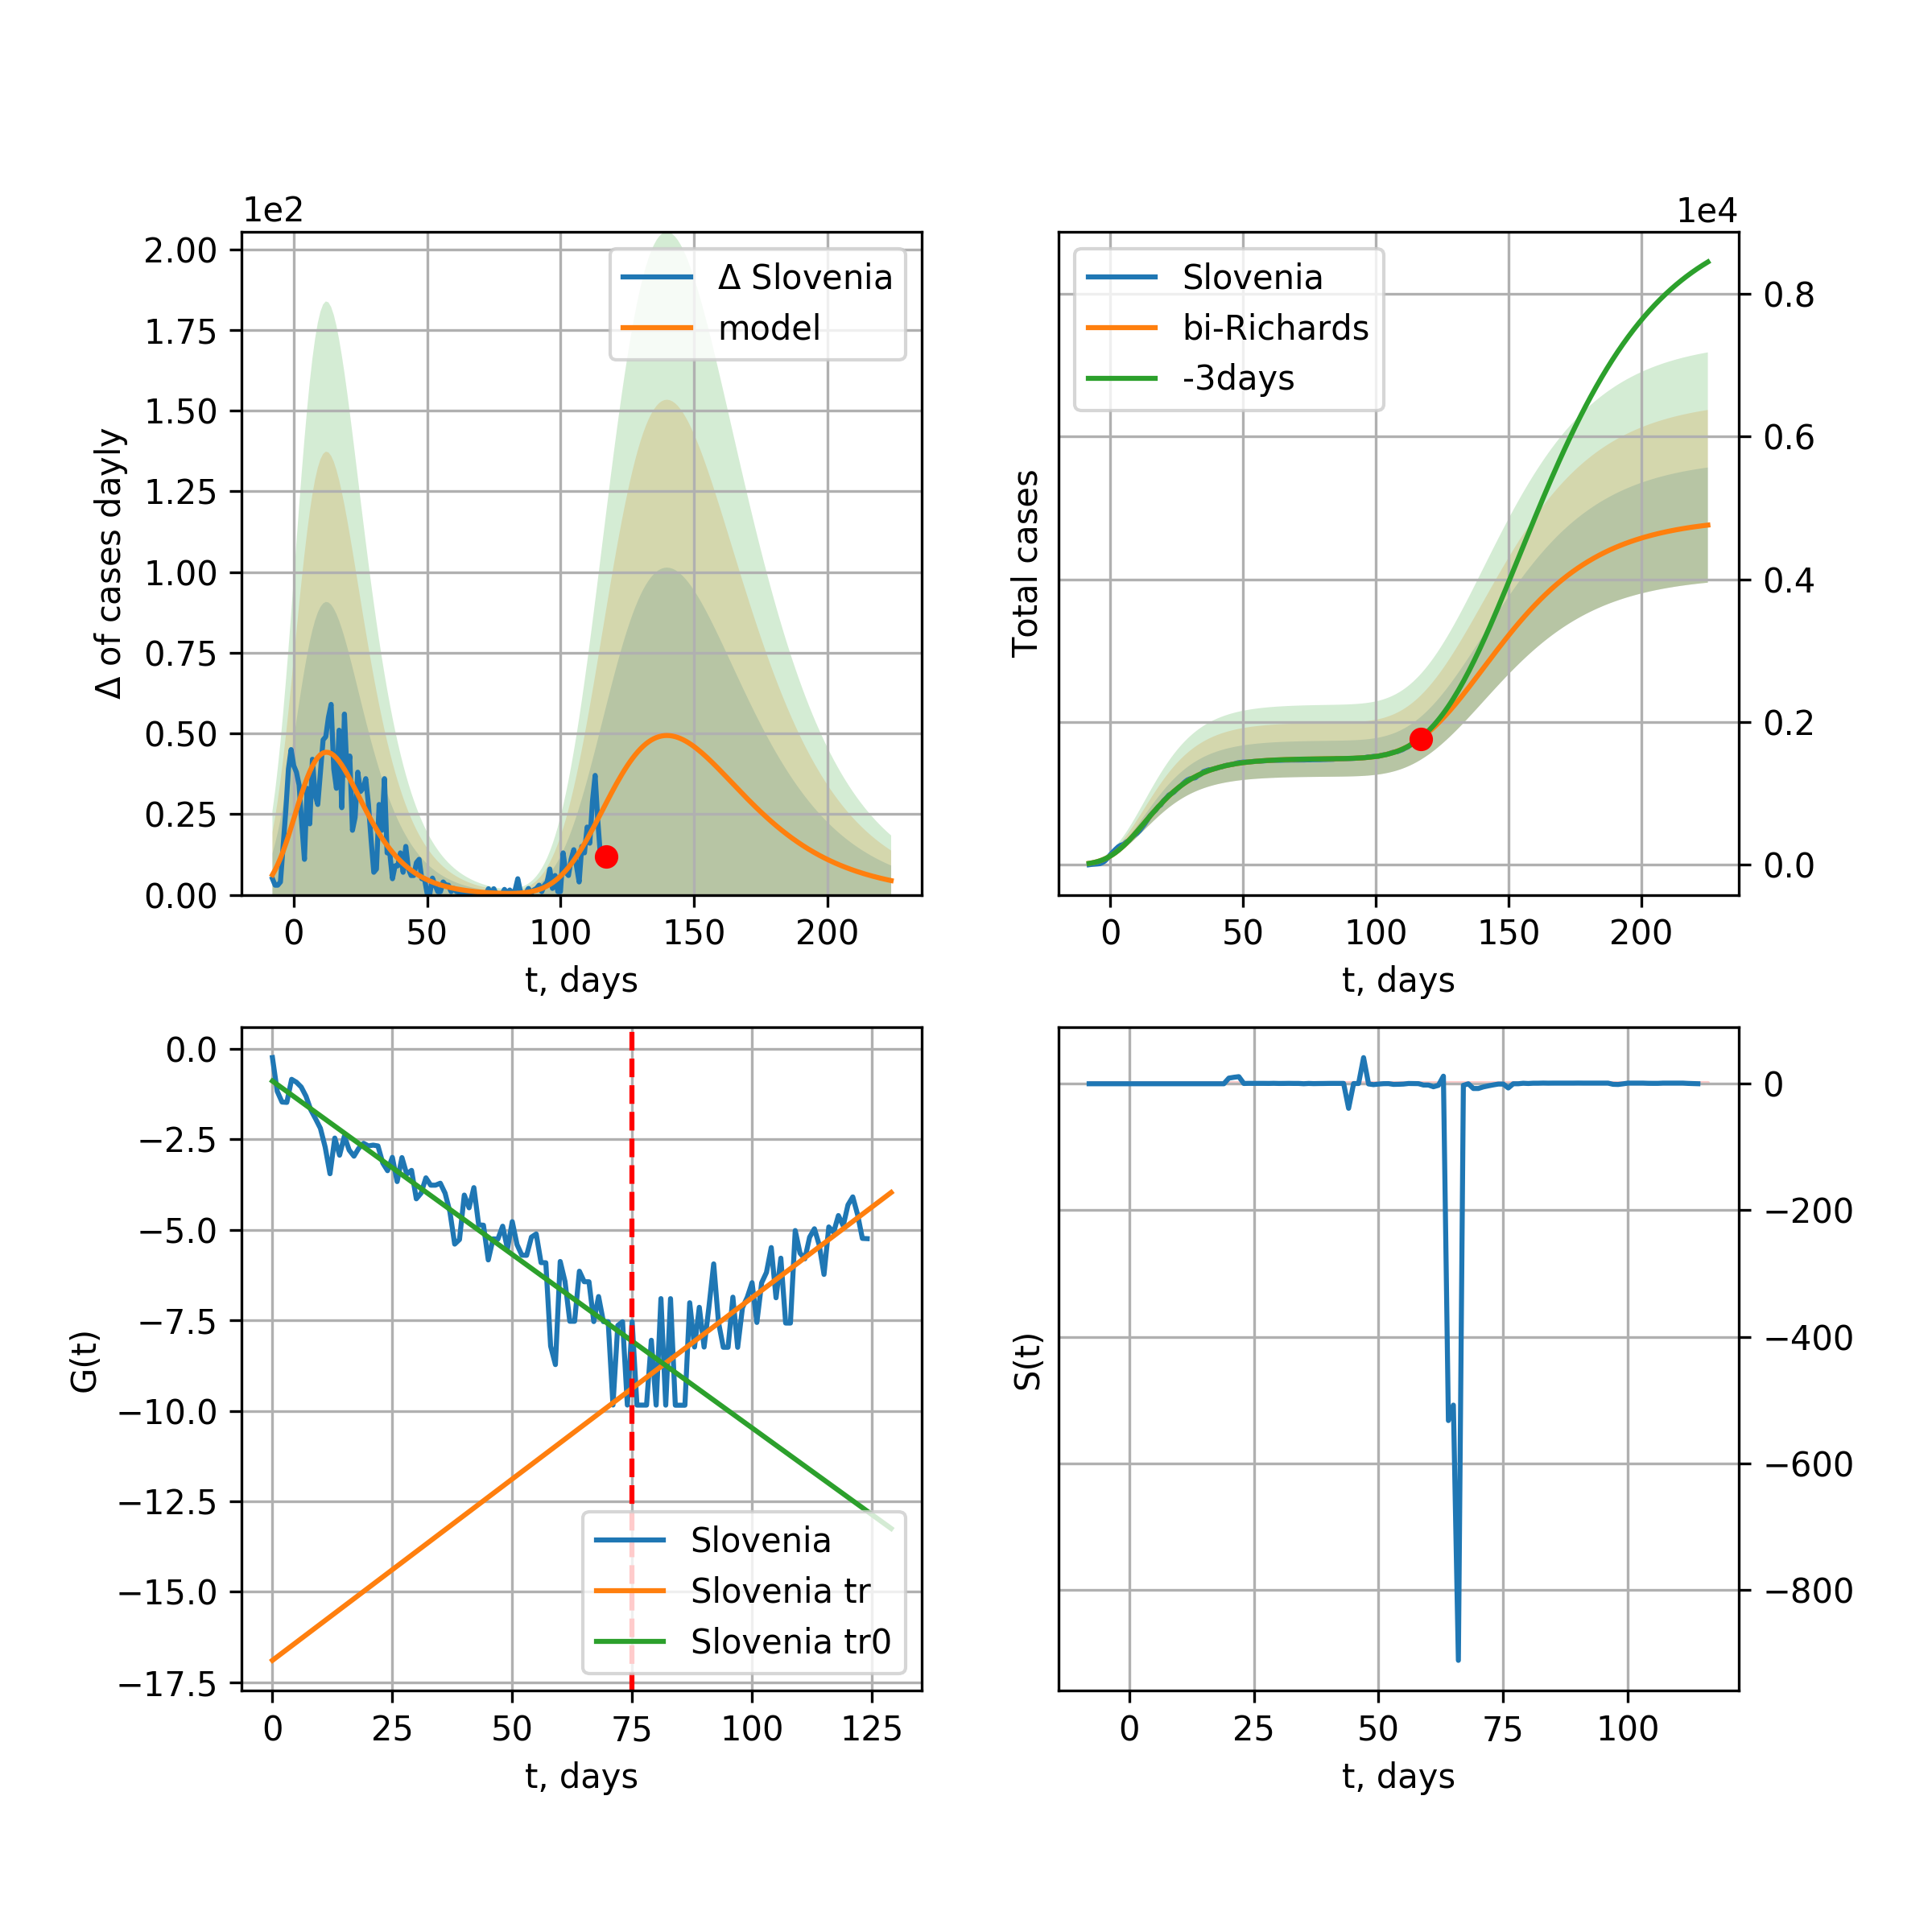 1e2
2.00
1.75
1.50
1.25
1.00
0.75
0.50
0.25
0.00
Δ of cases dayly
Δ Slovenia
model
0 50 100 150 200
t, days
1e4
Slovenia
bi-Richards
-3days
Total cases
0.8
0.6
0.4
0.2
0.0
0 50 100 150 200
t, days
0.0
−2.5
−5.0
−7.5
−10.0
−12.5
−15.0
−17.5
G(t)
Slovenia
Slovenia tr
Slovenia tr0
0 25 50 75 100 125
t, days
S(t)
0
−200
−400
−600
−800
0 25 50 75 100
t, days